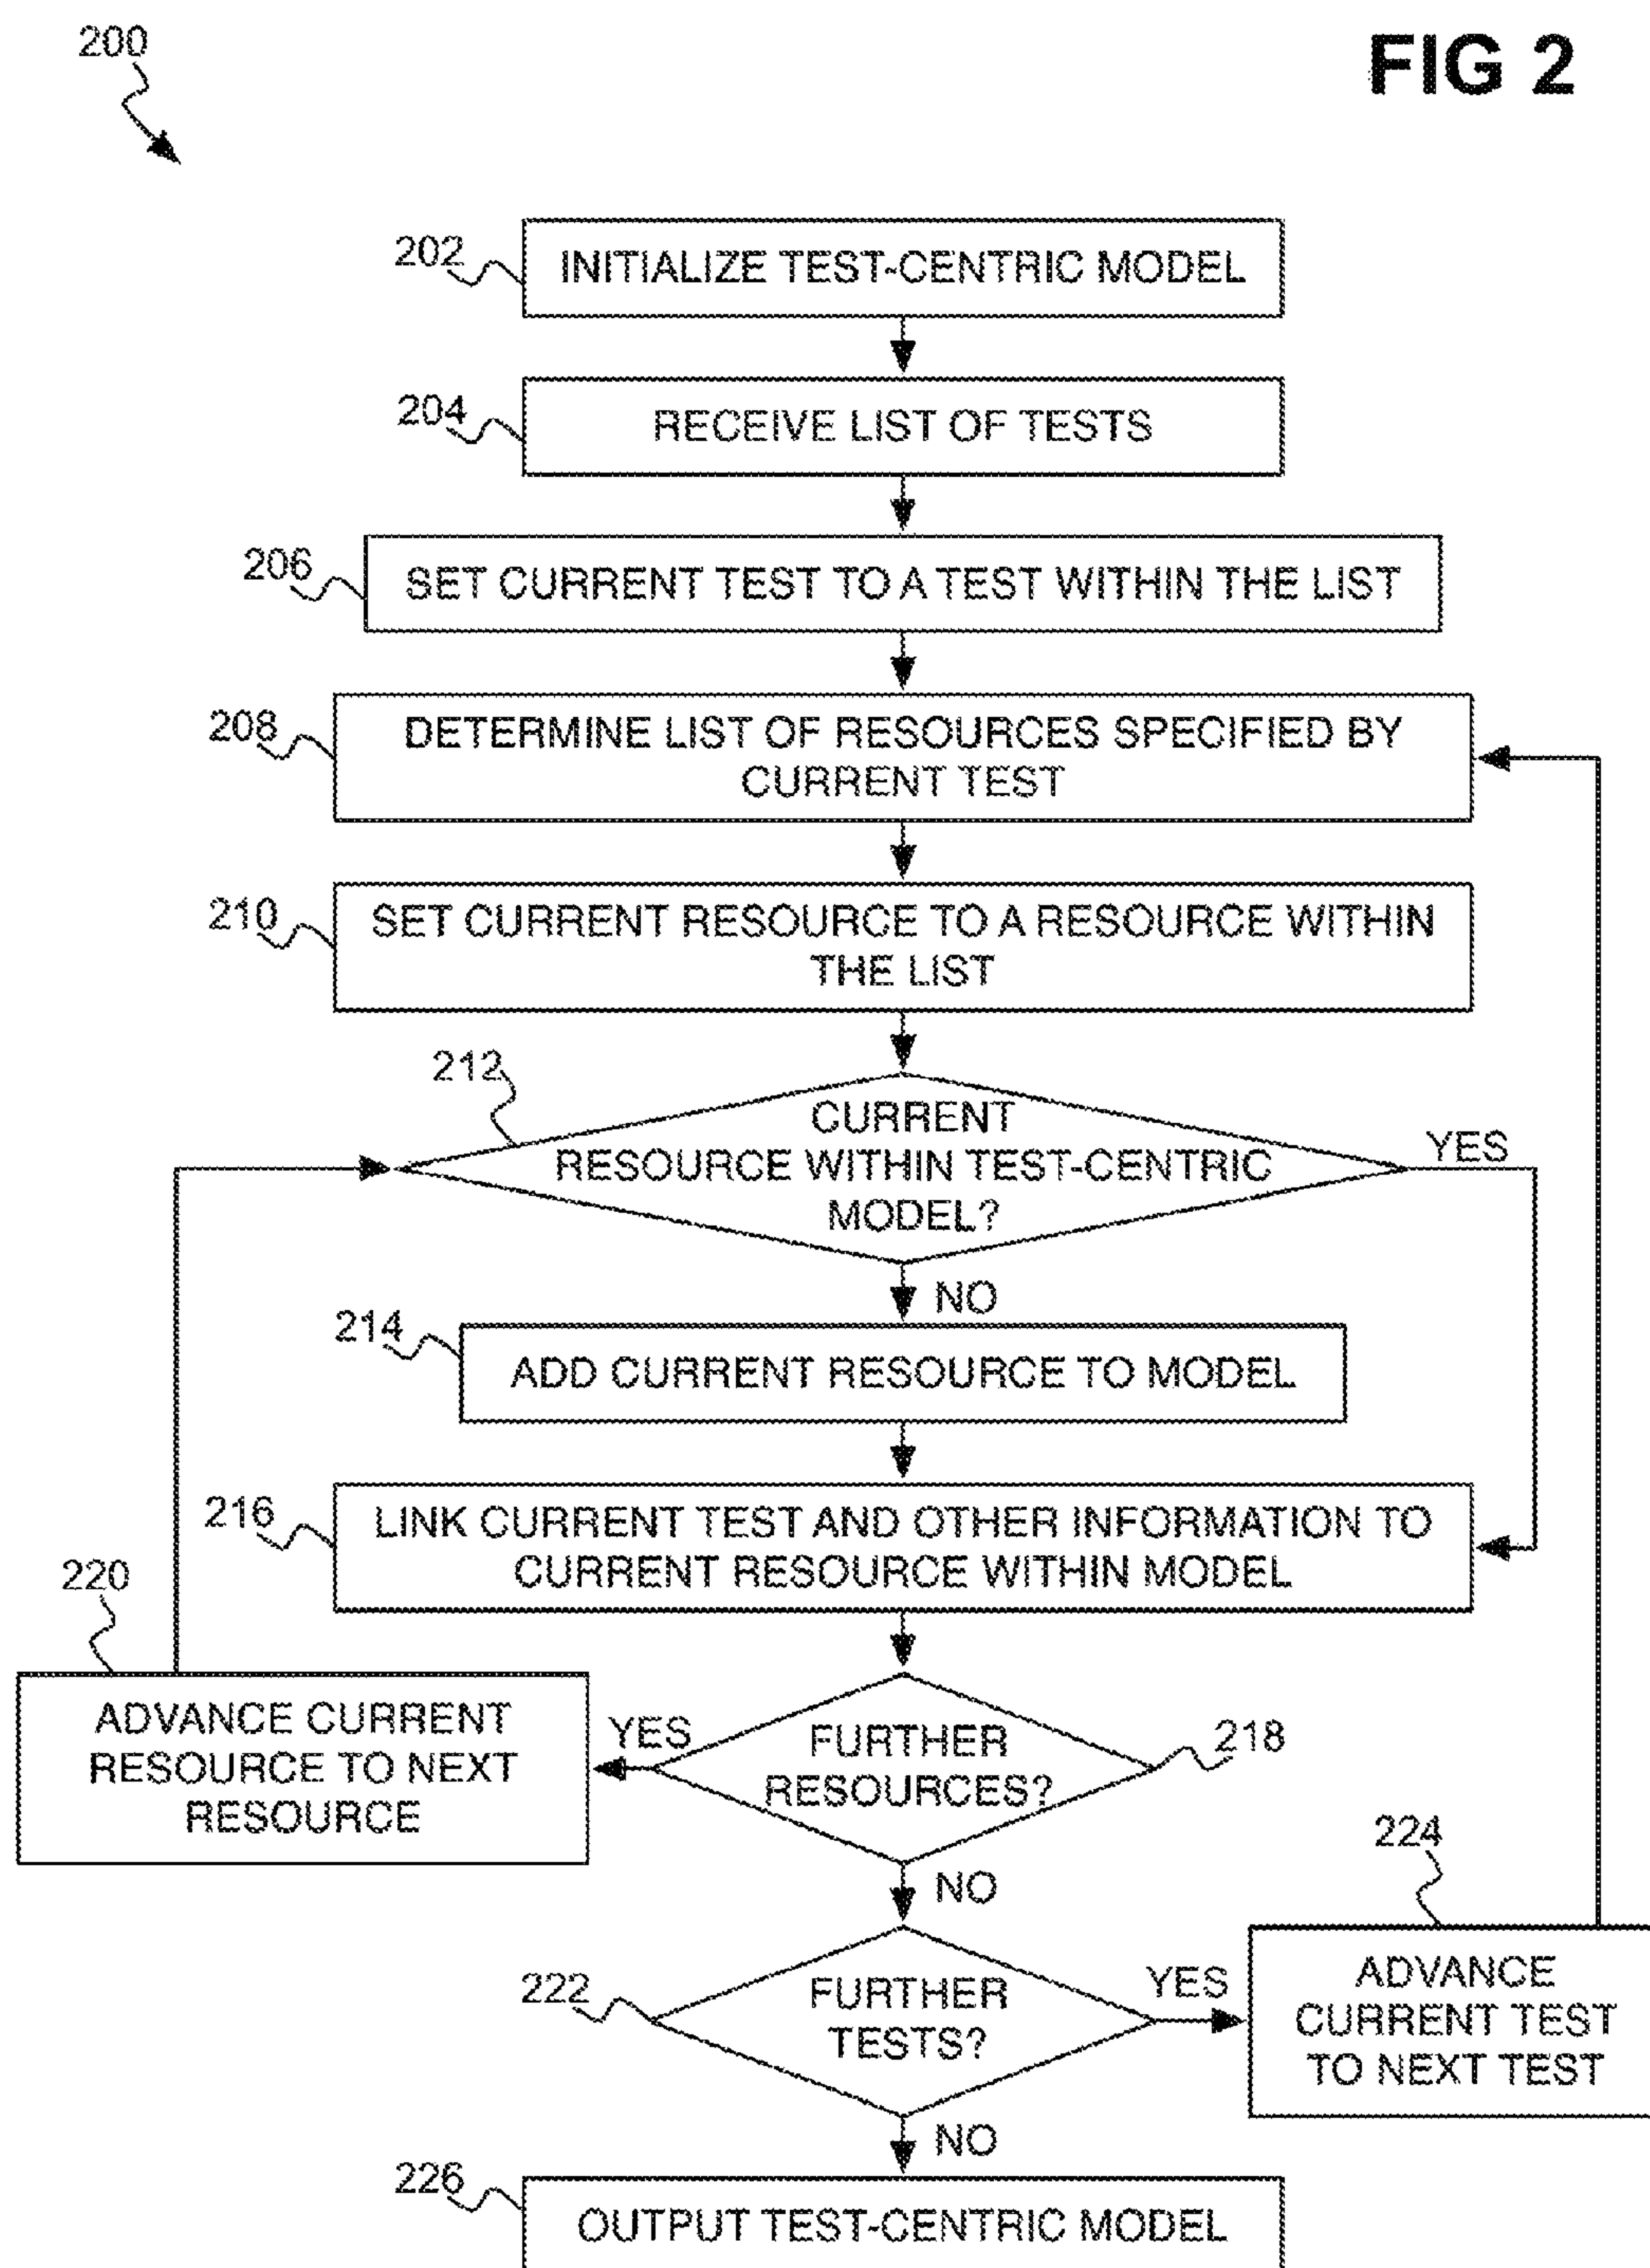 200
FIG 2
202
INITIALIZE TEST-CENTRIC MODEL
204
RECEIVE LIST OF TESTS
206
SET CURRENT TEST TO A TEST WITHIN THE LIST
208
DETERMINE LIST OF RESOURCES SPECIFIED BY
CURRENT TEST
210
SET CURRENT RESOURCE TO A RESOURCE WITHIN
THE LIST
212
CURRENT
RESOURCE WITHIN TEST-CENTRIC
MODEL?
YES
NO
214
ADD CURRENT RESOURCE TO MODEL
216
LINK CURRENT TEST AND OTHER INFORMATION TO
CURRENT RESOURCE WITHIN MODEL
220
ADVANCE CURRENT
RESOURCE TO NEXT
RESOURCE
YES
FURTHER
RESOURCES?
218
NO
222
FURTHER
TESTS?
YES
224
ADVANCE
CURRENT TEST
TO NEXT TEST
NO
226
OUTPUT TEST-CENTRIC MODEL